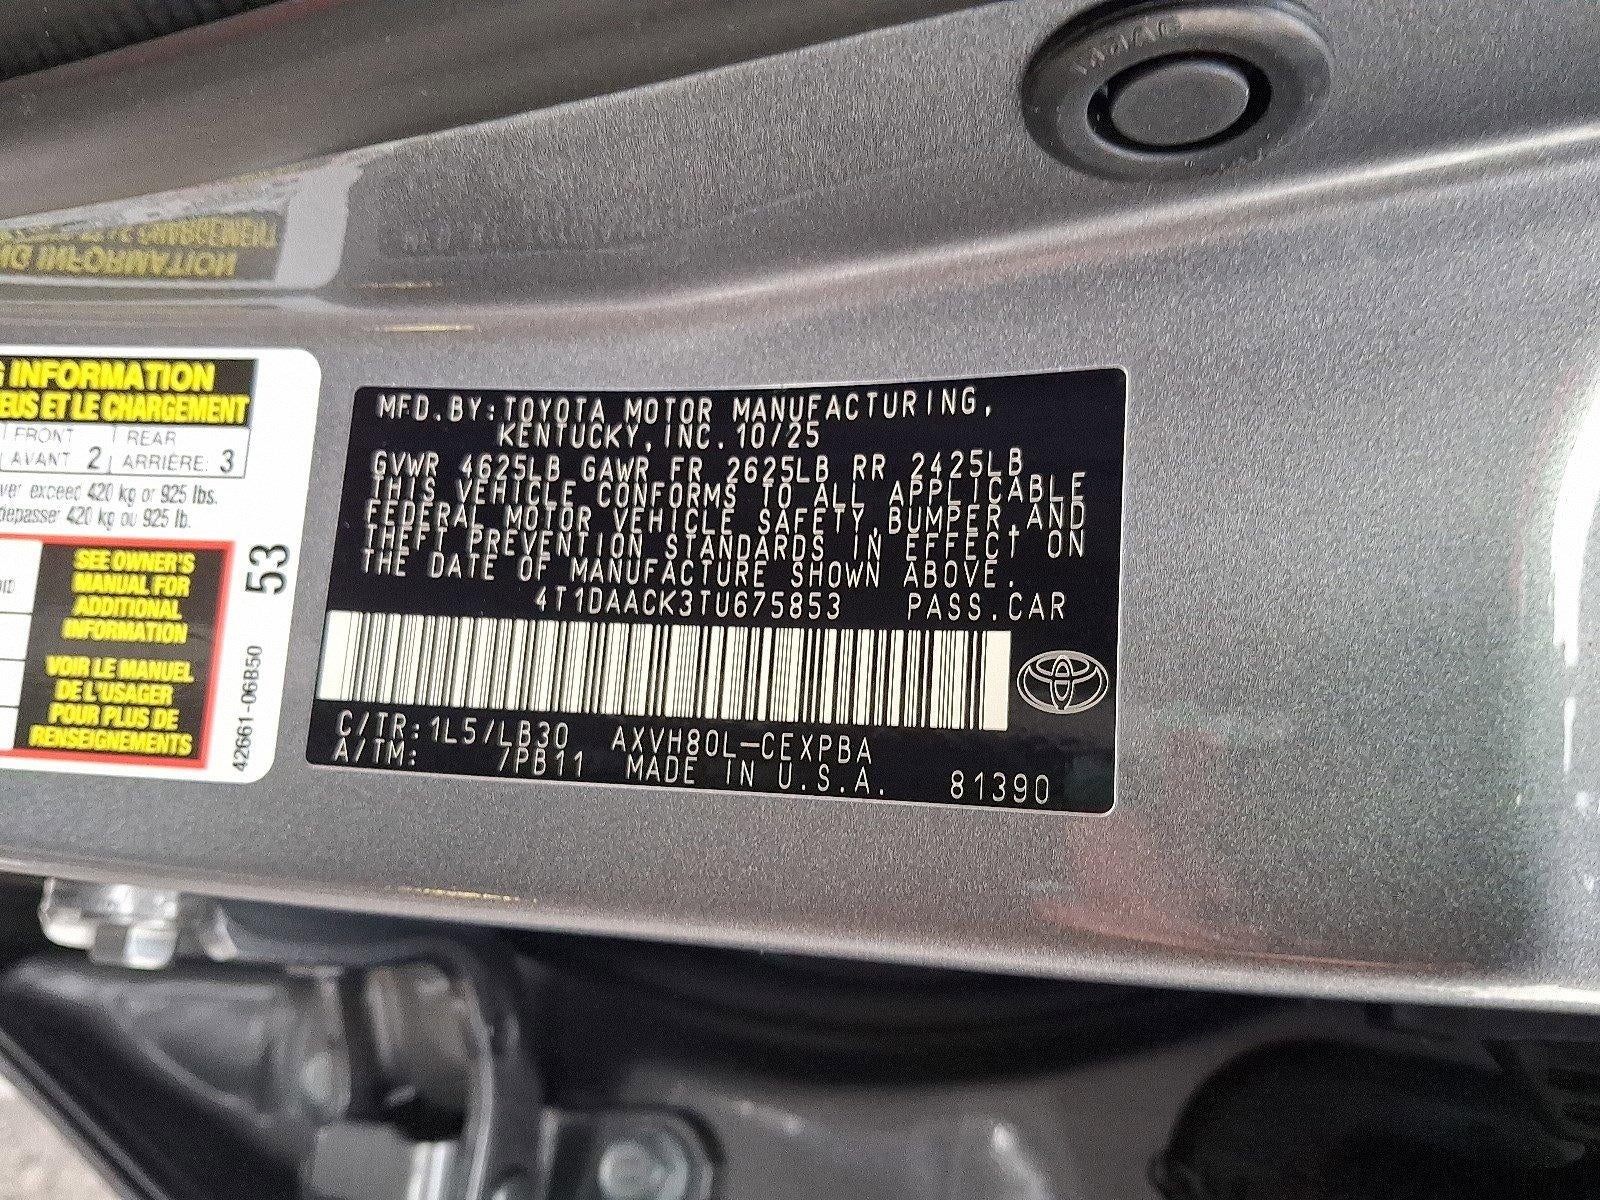 INFORMATION
EUS ET LE CHARGEMENT
FRONT
AVANT 2
REAR
ARRIÈRE: 3
ver exceed 420 kg or 925 lbs.
dépasser 420 kg ou 925 lb.
SEE OWNER'S
MANUAL FOR
ADDITIONAL
INFORMATION
VOIR LE MANUEL
DE L'USAGER
POUR PLUS DE
RENSEIGNEMENTS
53
42661-06B50
MFD.BY:TOYOTA MOTOR MANUFACTURING,
KENTUCKY,INC.10/25
GVWR 4625LB GAWR FR 2625LB RR 2425LB
THIS VEHICLE CONFORMS TO ALL APPLICABLE
FEDERAL MOTOR VEHICLE SAFETY,BUMPER,AND
THEFT PREVENTION STANDARDS IN EFFECT ON
THE DATE OF MANUFACTURE SHOWN ABOVE.
4T1DAACK3TU675853 PASS.CAR
C/TR:1L5/LB30 AXVH80L-CEXPBA
A/TM: /PB11 MADE IN U.S.A. 81390